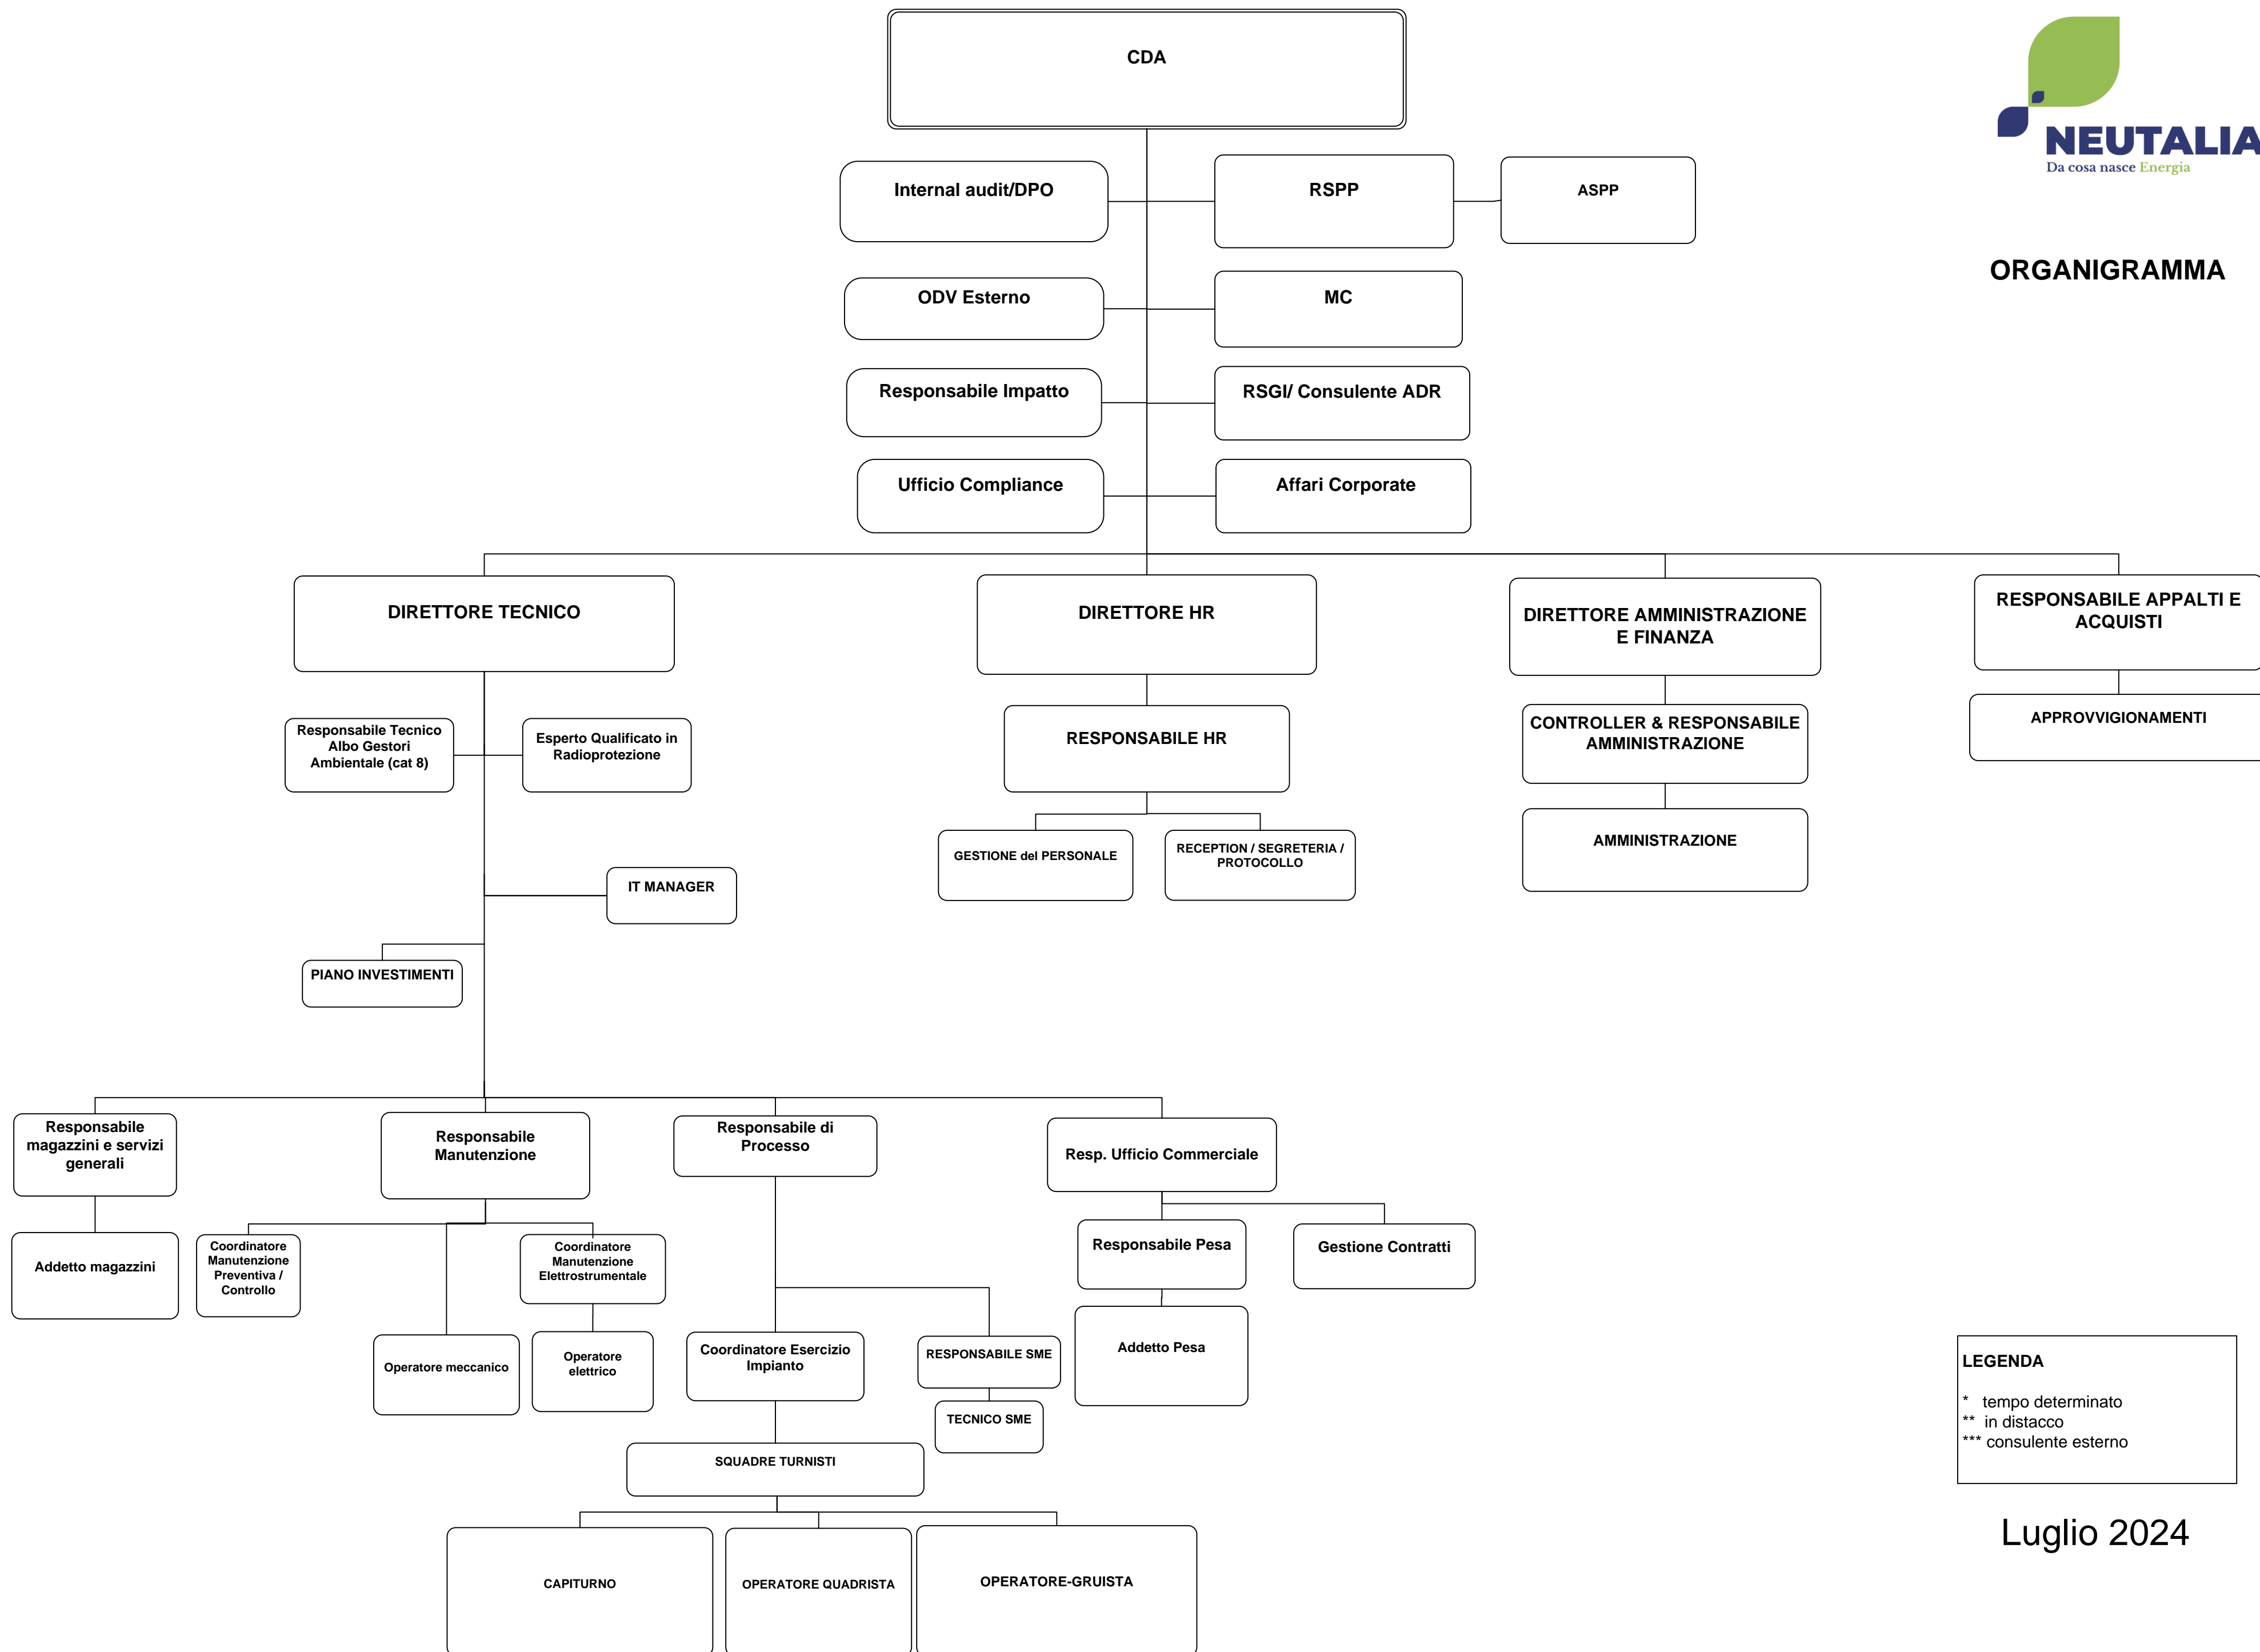 CDA
NEUTALIA
Da cosa nasce Energia
ORGANIGRAMMA
Internal audit/DPO
RSPP
ASPP
ODV Esterno
MC
Responsabile Impatto
RSGI/ Consulente ADR
Ufficio Compliance
Affari Corporate
DIRETTORE TECNICO
DIRETTORE HR
DIRETTORE AMMINISTRAZIONE
E FINANZA
RESPONSABILE APPALTI E
ACQUISTI
Responsabile Tecnico
Albo Gestori
Ambientale (cat 8)
Esperto Qualificato in
Radioprotezione
RESPONSABILE HR
CONTROLLER & RESPONSABILE
AMMINISTRAZIONE
APPROVVIGIONAMENTI
GESTIONE del PERSONALE
RECEPTION / SEGRETERIA /
PROTOCOLLO
AMMINISTRAZIONE
IT MANAGER
PIANO INVESTIMENTI
Responsabile
magazzini e servizi
generali
Responsabile
Manutenzione
Responsabile di
Processo
Resp. Ufficio Commerciale
Addetto magazzini
Coordinatore
Manutenzione
Preventiva /
Controllo
Coordinatore
Manutenzione
Elettrostrumentale
Responsabile Pesa
Gestione Contratti
Operatore meccanico
Operatore
elettrico
Coordinatore Esercizio
Impianto
RESPONSABILE SME
Addetto Pesa
TECNICO SME
SQUADRE TURNISTI
CAPITURNO
OPERATORE QUADRISTA
OPERATORE-GRUISTA
LEGENDA
* tempo determinato
** in distacco
*** consulente esterno
Luglio 2024